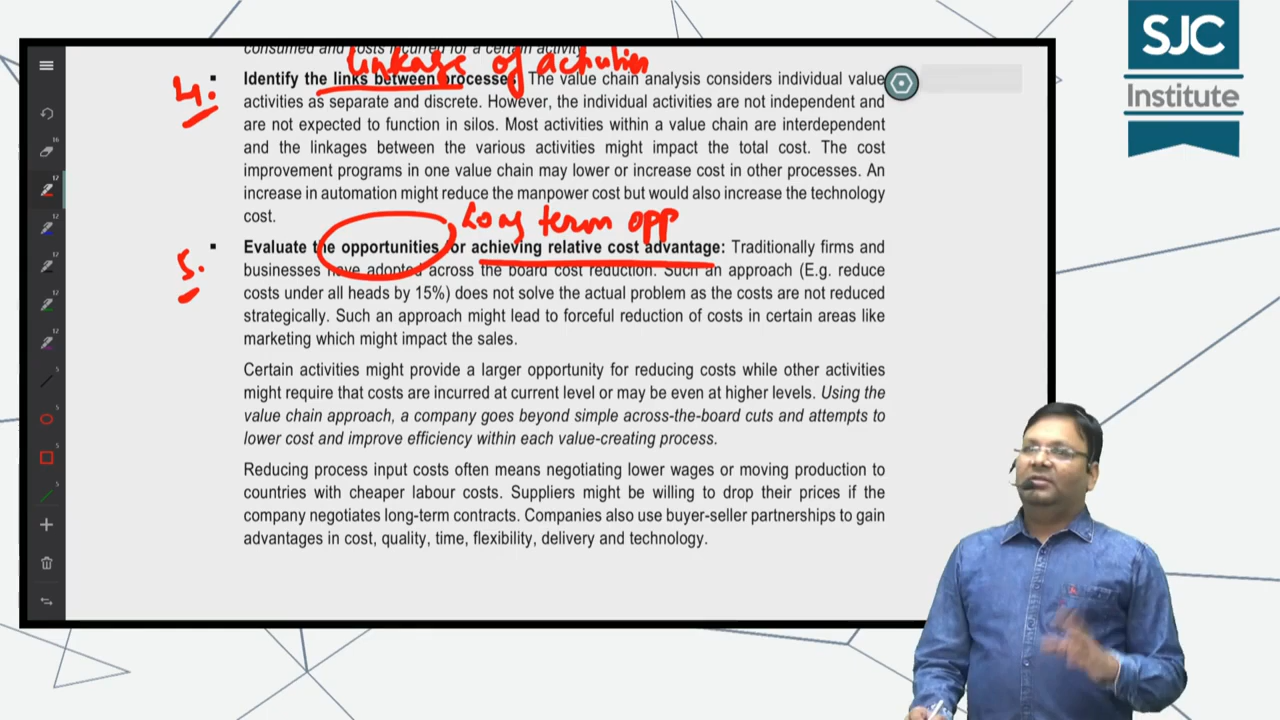 SJC
Institute
consumed and costs incurred for a certain activity
linkage of activities
4.
Identify the links between processes: The value chain analysis considers individual value
activities as separate and discrete. However, the individual activities are not independent and
are not expected to function in silos. Most activities within a value chain are interdependent
and the linkages between the various activities might impact the total cost. The cost
improvement programs in one value chain may lower or increase cost in other processes. An
increase in automation might reduce the manpower cost but would also increase the technology
cost.
Long term opp
5.
Evaluate the opportunities for achieving relative cost advantage: Traditionally firms and
businesses have adopted across the board cost reduction. Such an approach (E.g. reduce
costs under all heads by 15%) does not solve the actual problem as the costs are not reduced
strategically. Such an approach might lead to forceful reduction of costs in certain areas like
marketing which might impact the sales.
Certain activities might provide a larger opportunity for reducing costs while other activities
might require that costs are incurred at current level or may be even at higher levels. Using the
value chain approach, a company goes beyond simple across-the-board cuts and attempts to
lower cost and improve efficiency within each value-creating process.
Reducing process input costs often means negotiating lower wages or moving production to
countries with cheaper labour costs. Suppliers might be willing to drop their prices if the
company negotiates long-term contracts. Companies also use buyer-seller partnerships to gain
advantages in cost, quality, time, flexibility, delivery and technology.